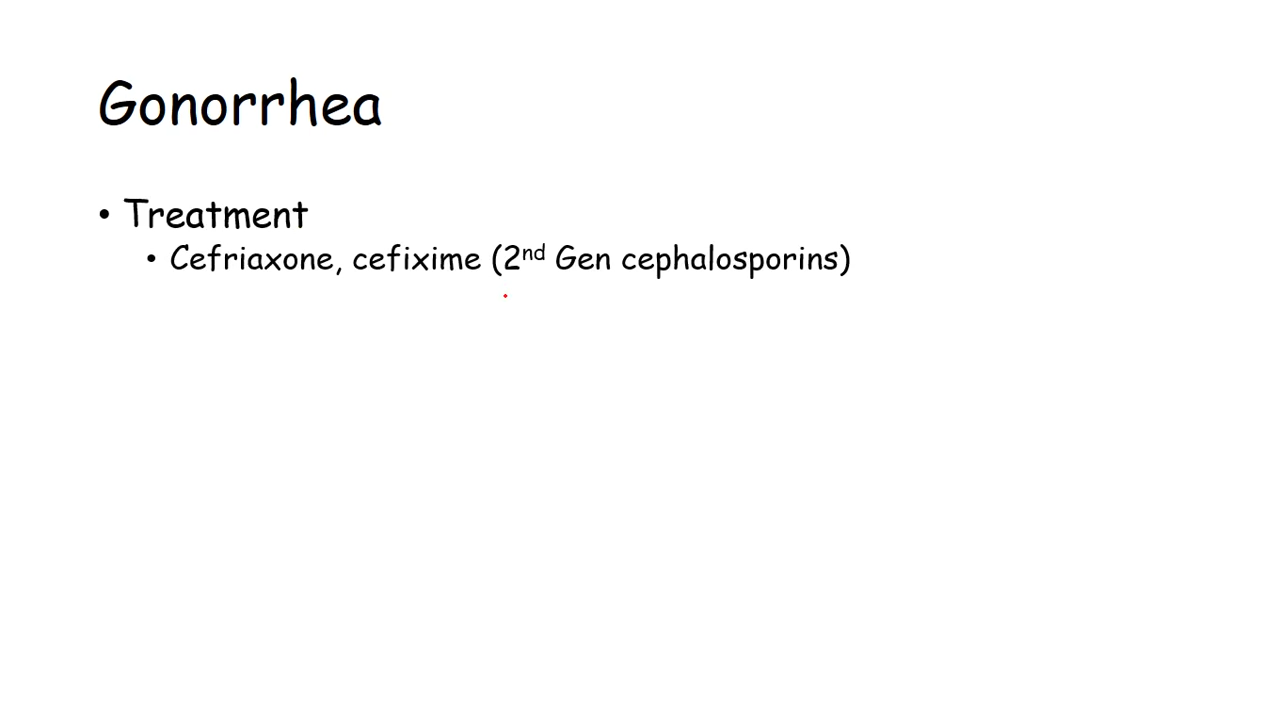 Gonorrhea
• Treatment
• Cefriaxone, cefixime (2nd Gen cephalosporins)